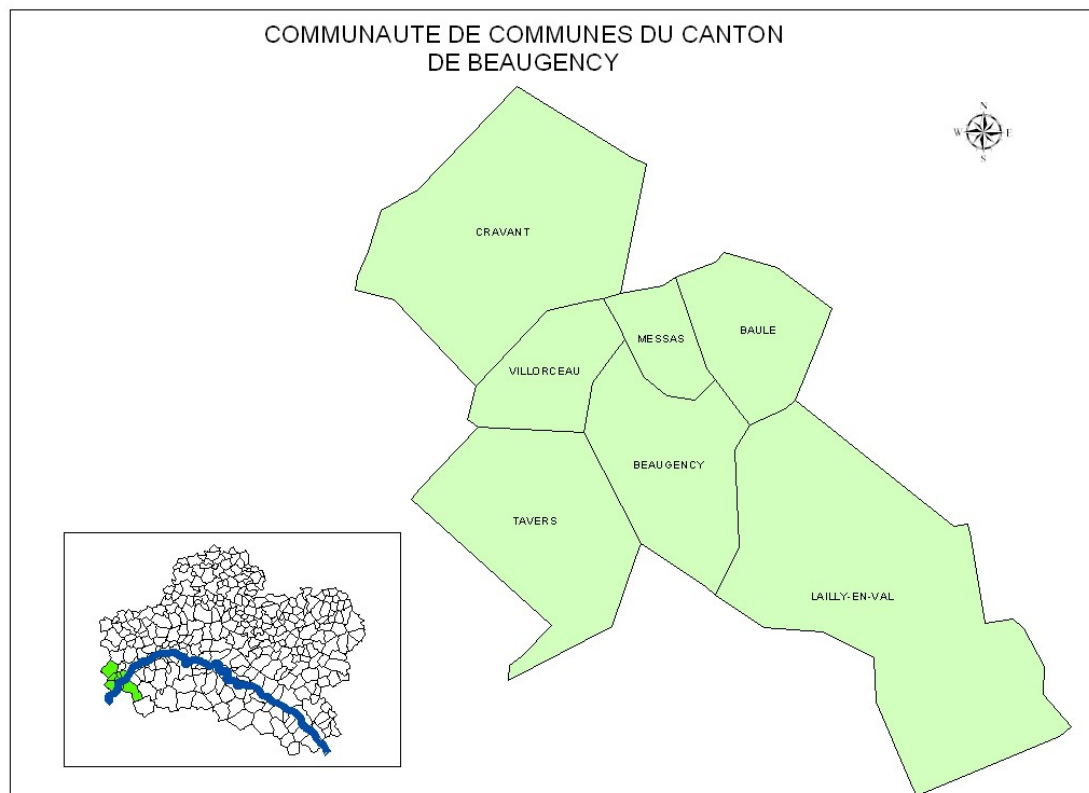 COMMUNAUTE DE COMMUNES DU CANTON
DE BEAUGENCY
N
W E
S
CRAVANT
MESSAS
BAULE
VILLORCEAU
BEAUGENCY
TAVERS
LAILLY-EN-VAL